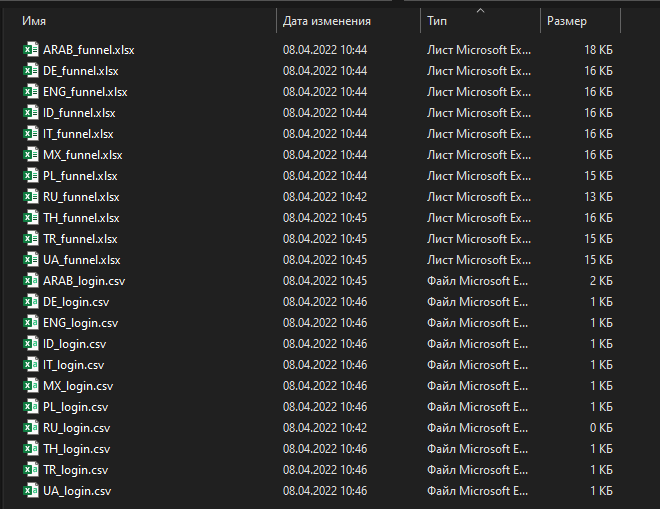 Имя Дата изменения Тип Размер
ARAB_funnel.xlsx 08.04.2022 10:44 Лист Microsoft Ex... 18 КБ
DE_funnel.xlsx 08.04.2022 10:44 Лист Microsoft Ex... 16 КБ
ENG_funnel.xlsx 08.04.2022 10:44 Лист Microsoft Ex... 16 КБ
ID_funnel.xlsx 08.04.2022 10:44 Лист Microsoft Ex... 16 КБ
IT_funnel.xlsx 08.04.2022 10:44 Лист Microsoft Ex... 16 КБ
MX_funnel.xlsx 08.04.2022 10:44 Лист Microsoft Ex... 16 КБ
PL_funnel.xlsx 08.04.2022 10:44 Лист Microsoft Ex... 15 КБ
RU_funnel.xlsx 08.04.2022 10:42 Лист Microsoft Ex... 13 КБ
TH_funnel.xlsx 08.04.2022 10:45 Лист Microsoft Ex... 16 КБ
TR_funnel.xlsx 08.04.2022 10:45 Лист Microsoft Ex... 15 КБ
UA_funnel.xlsx 08.04.2022 10:45 Лист Microsoft Ex... 15 КБ
ARAB_login.csv 08.04.2022 10:45 Файл Microsoft E... 2 КБ
DE_login.csv 08.04.2022 10:46 Файл Microsoft E... 1 КБ
ENG_login.csv 08.04.2022 10:46 Файл Microsoft E... 1 КБ
ID_login.csv 08.04.2022 10:46 Файл Microsoft E... 1 КБ
IT_login.csv 08.04.2022 10:46 Файл Microsoft E... 1 КБ
MX_login.csv 08.04.2022 10:46 Файл Microsoft E... 1 КБ
PL_login.csv 08.04.2022 10:46 Файл Microsoft E... 1 КБ
RU_login.csv 08.04.2022 10:42 Файл Microsoft E... 0 КБ
TH_login.csv 08.04.2022 10:46 Файл Microsoft E... 1 КБ
TR_login.csv 08.04.2022 10:46 Файл Microsoft E... 1 КБ
UA_login.csv 08.04.2022 10:46 Файл Microsoft E... 1 КБ